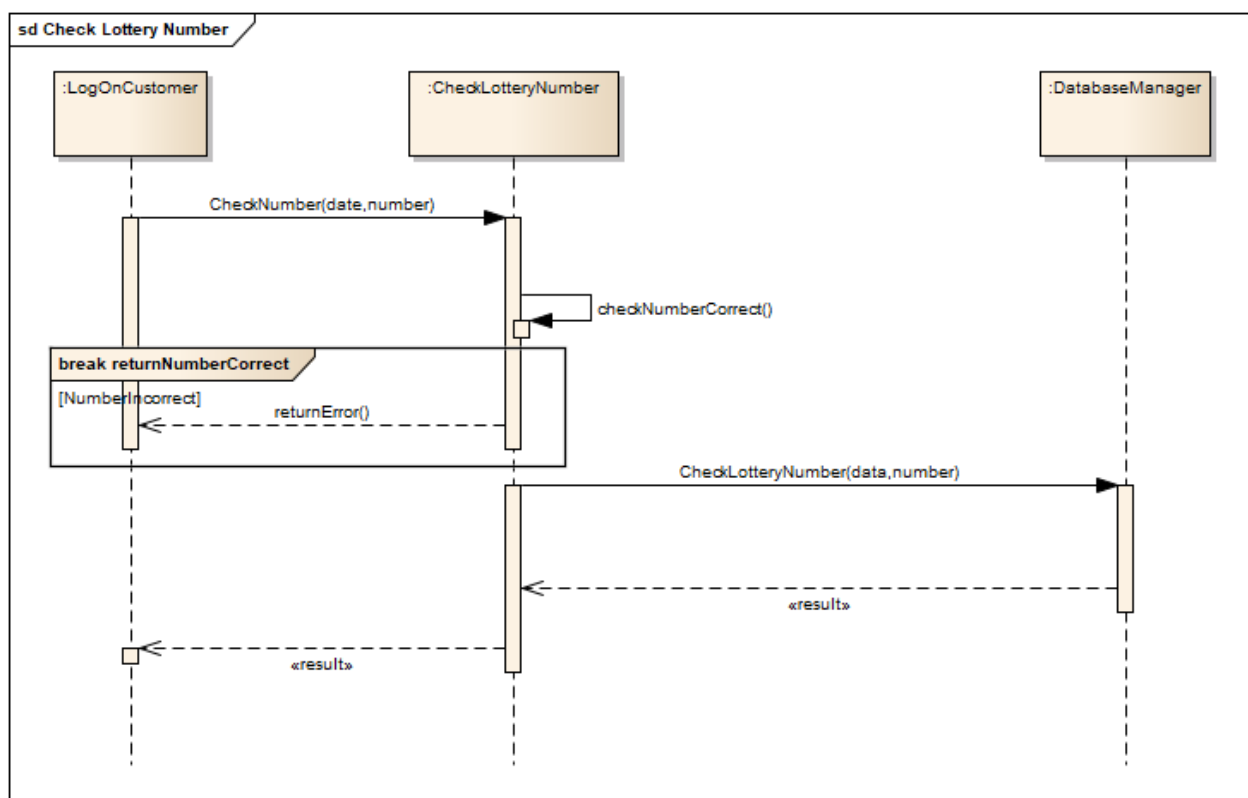 sd Check Lottery Number
:LogOnCustomer
:CheckLotteryNumber
:DatabaseManager
CheckNumber(date,number)
checkNumberCorrect()
break returnNumberCorrect
[NumberIncorrect]
returnError()
CheckLotteryNumber(data,number)
«result»
«result»